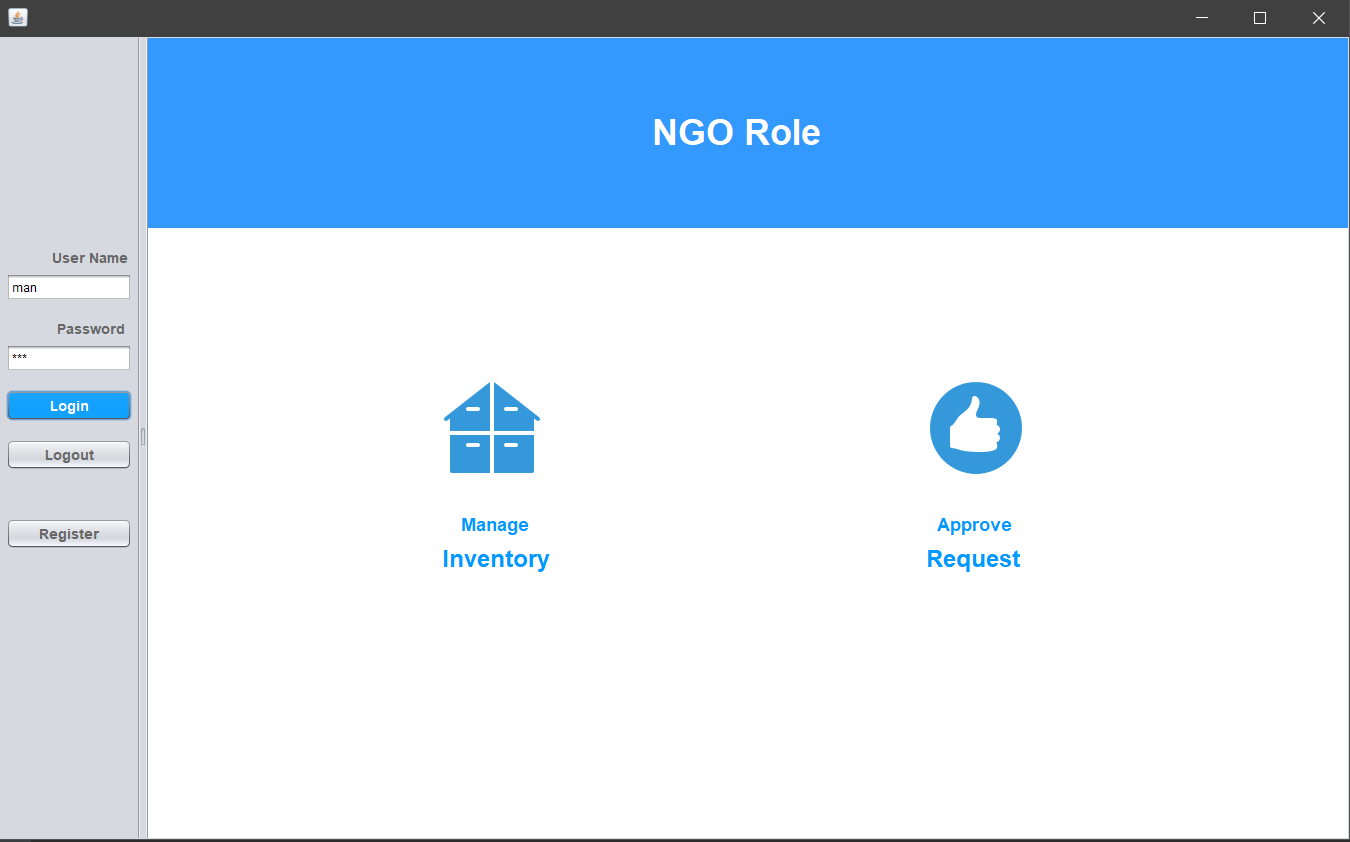 NGO Role
User Name
man
Password
***
Login
Logout
Register
Manage
Inventory
Approve
Request